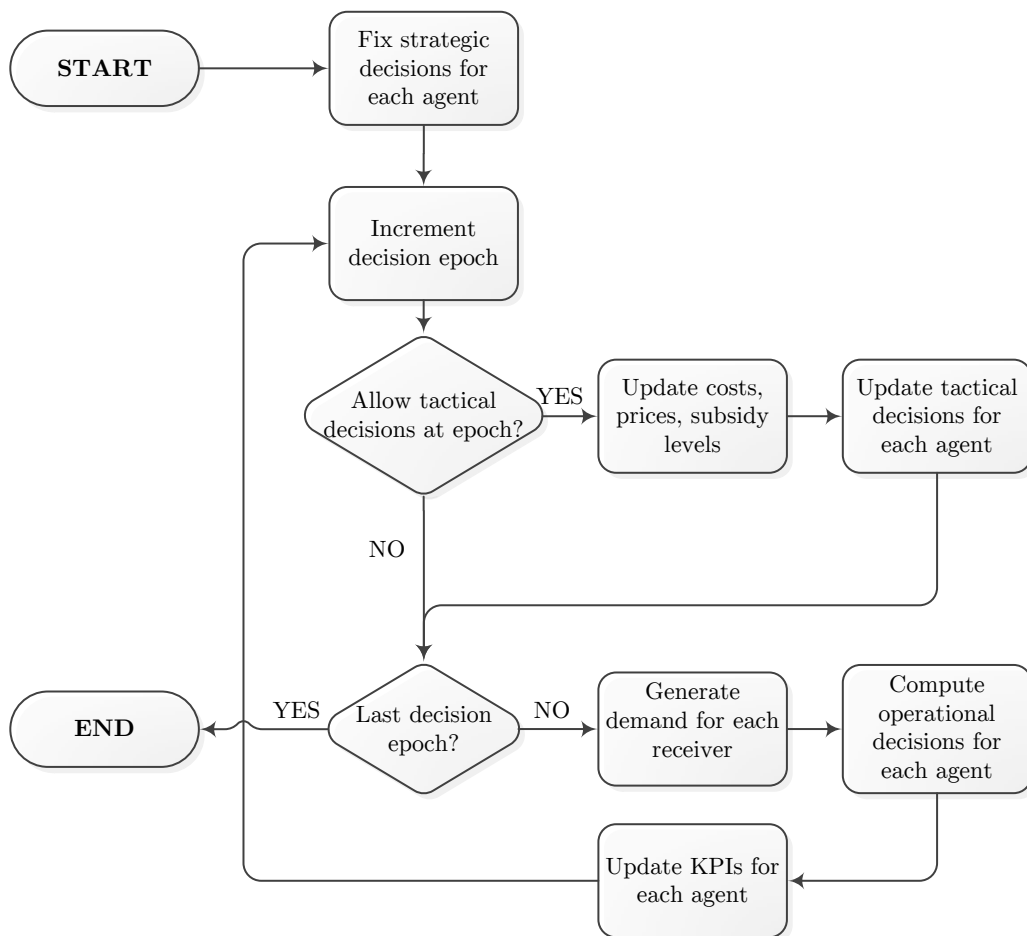 START
Fix strategic
decisions for
each agent
Increment
decision epoch
Allow tactical
decisions at epoch?
YES
Update costs,
prices, subsidy
levels
Update tactical
decisions for
each agent
NO
END
YES
Last decision
epoch?
NO
Generate
demand for each
receiver
Compute
operational
decisions for
each agent
Update KPIs for
each agent